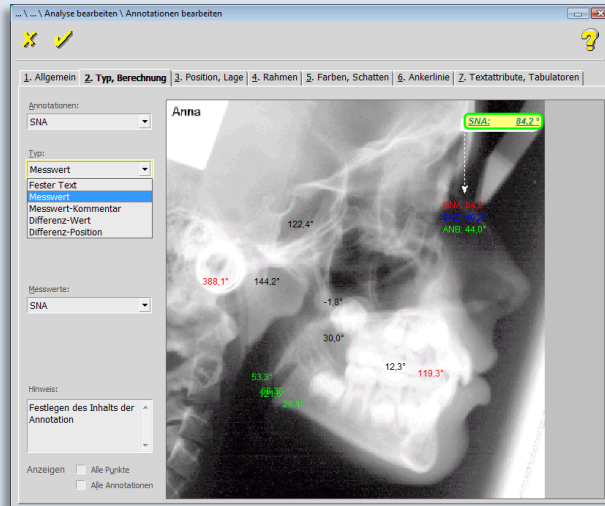 ... \ ... \ Analyse bearbeiten \ Annotationen bearbeiten
1. Allgemein
2. Typ, Berechnung
3. Position, Lage
4. Rahmen
5. Farben, Schatten
6. Ankerlinie
7. Textattribute, Tabulatoren
Annotationen:
SNA
Typ:
Messwert
Fester Text
Messwert
Messwert-Kommentar
Differenz-Wert
Differenz-Position
Messwerte:
SNA
Hinweis:
Festlegen des Inhalts der
Annotation
Anzeigen
Alle Punkte
Alle Annotationen
Anna
SNA: 84,2°
ANB: 44,0°
122,4°
388,1°
144,2°
-1,8°
30,0°
12,3°
119,3°
53,3°
29,1°